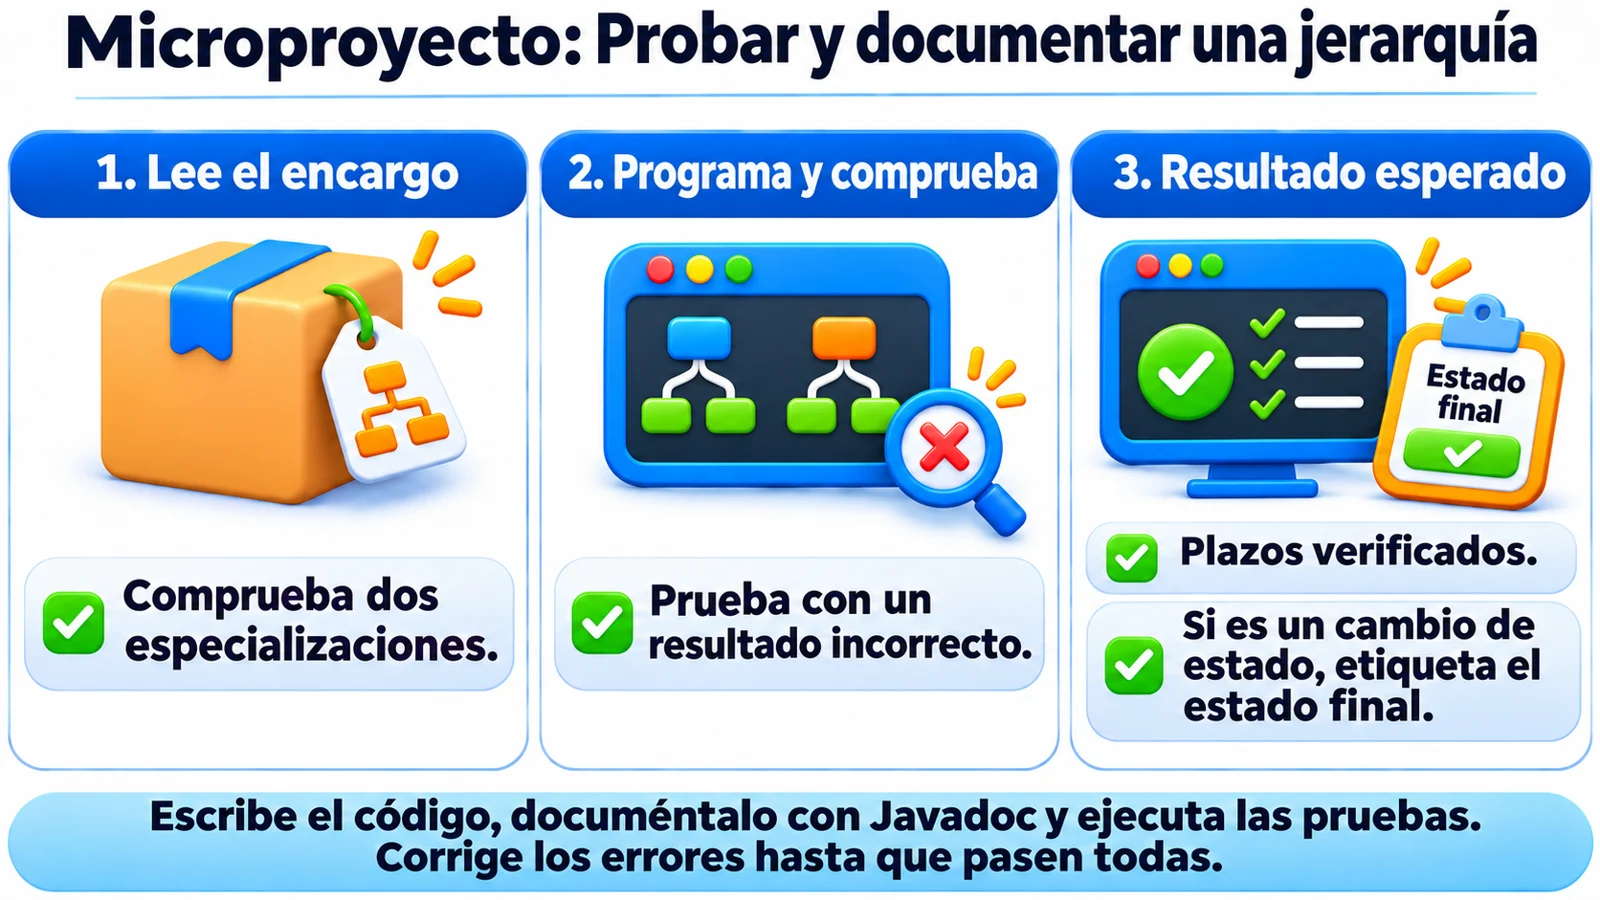 Microproyecto: Probar y documentar una jerarquía
1. Lee el encargo
Comprueba dos
especializaciones.
2. Programa y comprueba
Prueba con un
resultado incorrecto.
3. Resultado esperado
Estado
final
Plazos verificados.
Si es un cambio de
estado, etiqueta el
estado final.
Escribe el código, documéntalo con Javadoc y ejecuta las pruebas.
Corrige los errores hasta que pasen todas.